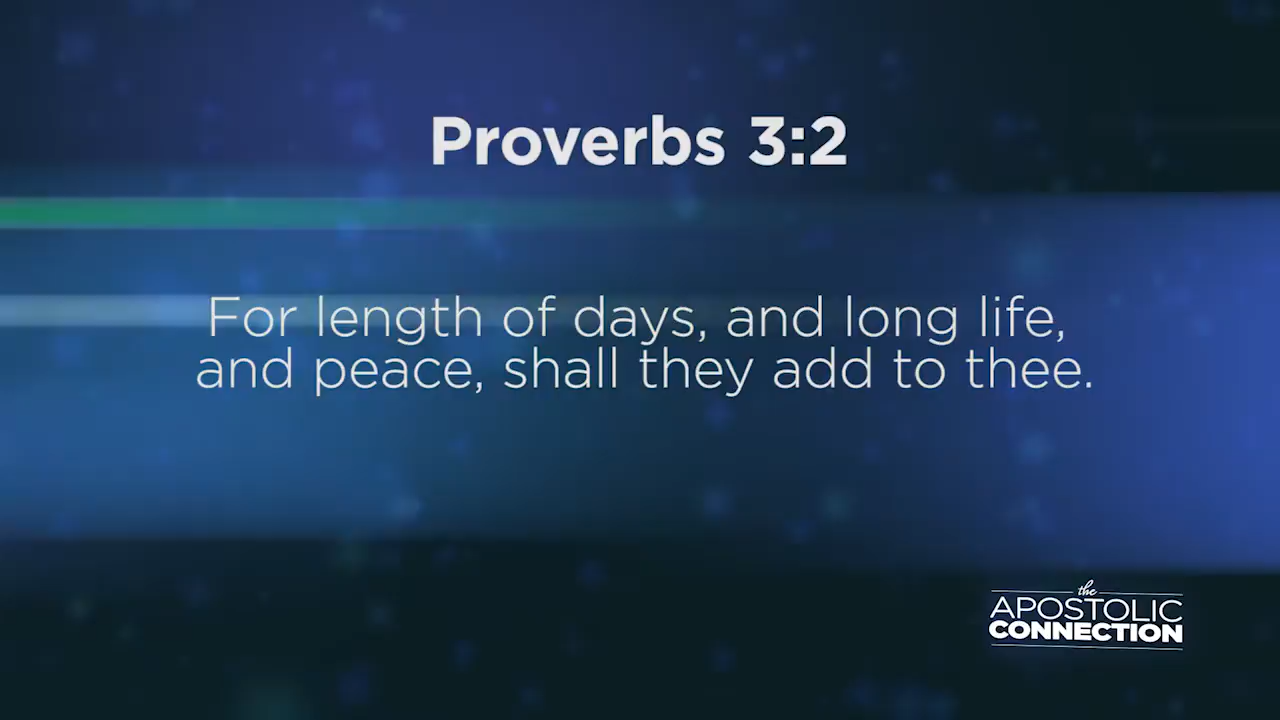 Proverbs 3:2
For length of days, and long life,
and peace, shall they add to thee.
the
APOSTOLIC
CONNECTION